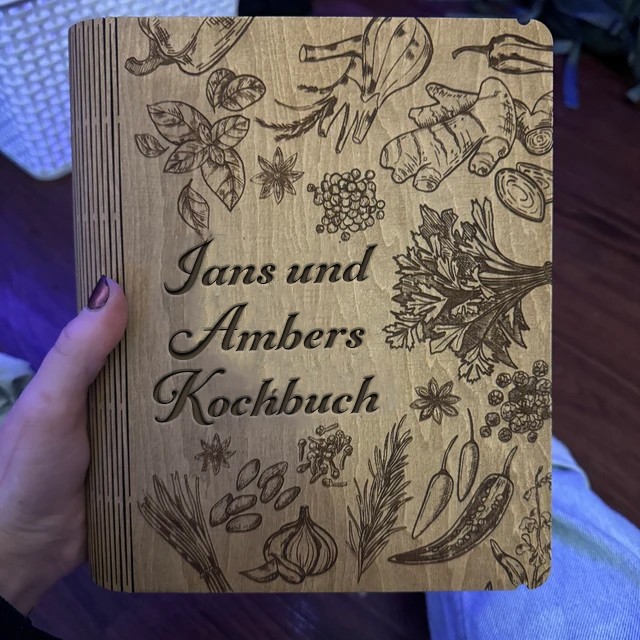 Jans und
Ambers
Kochbuch